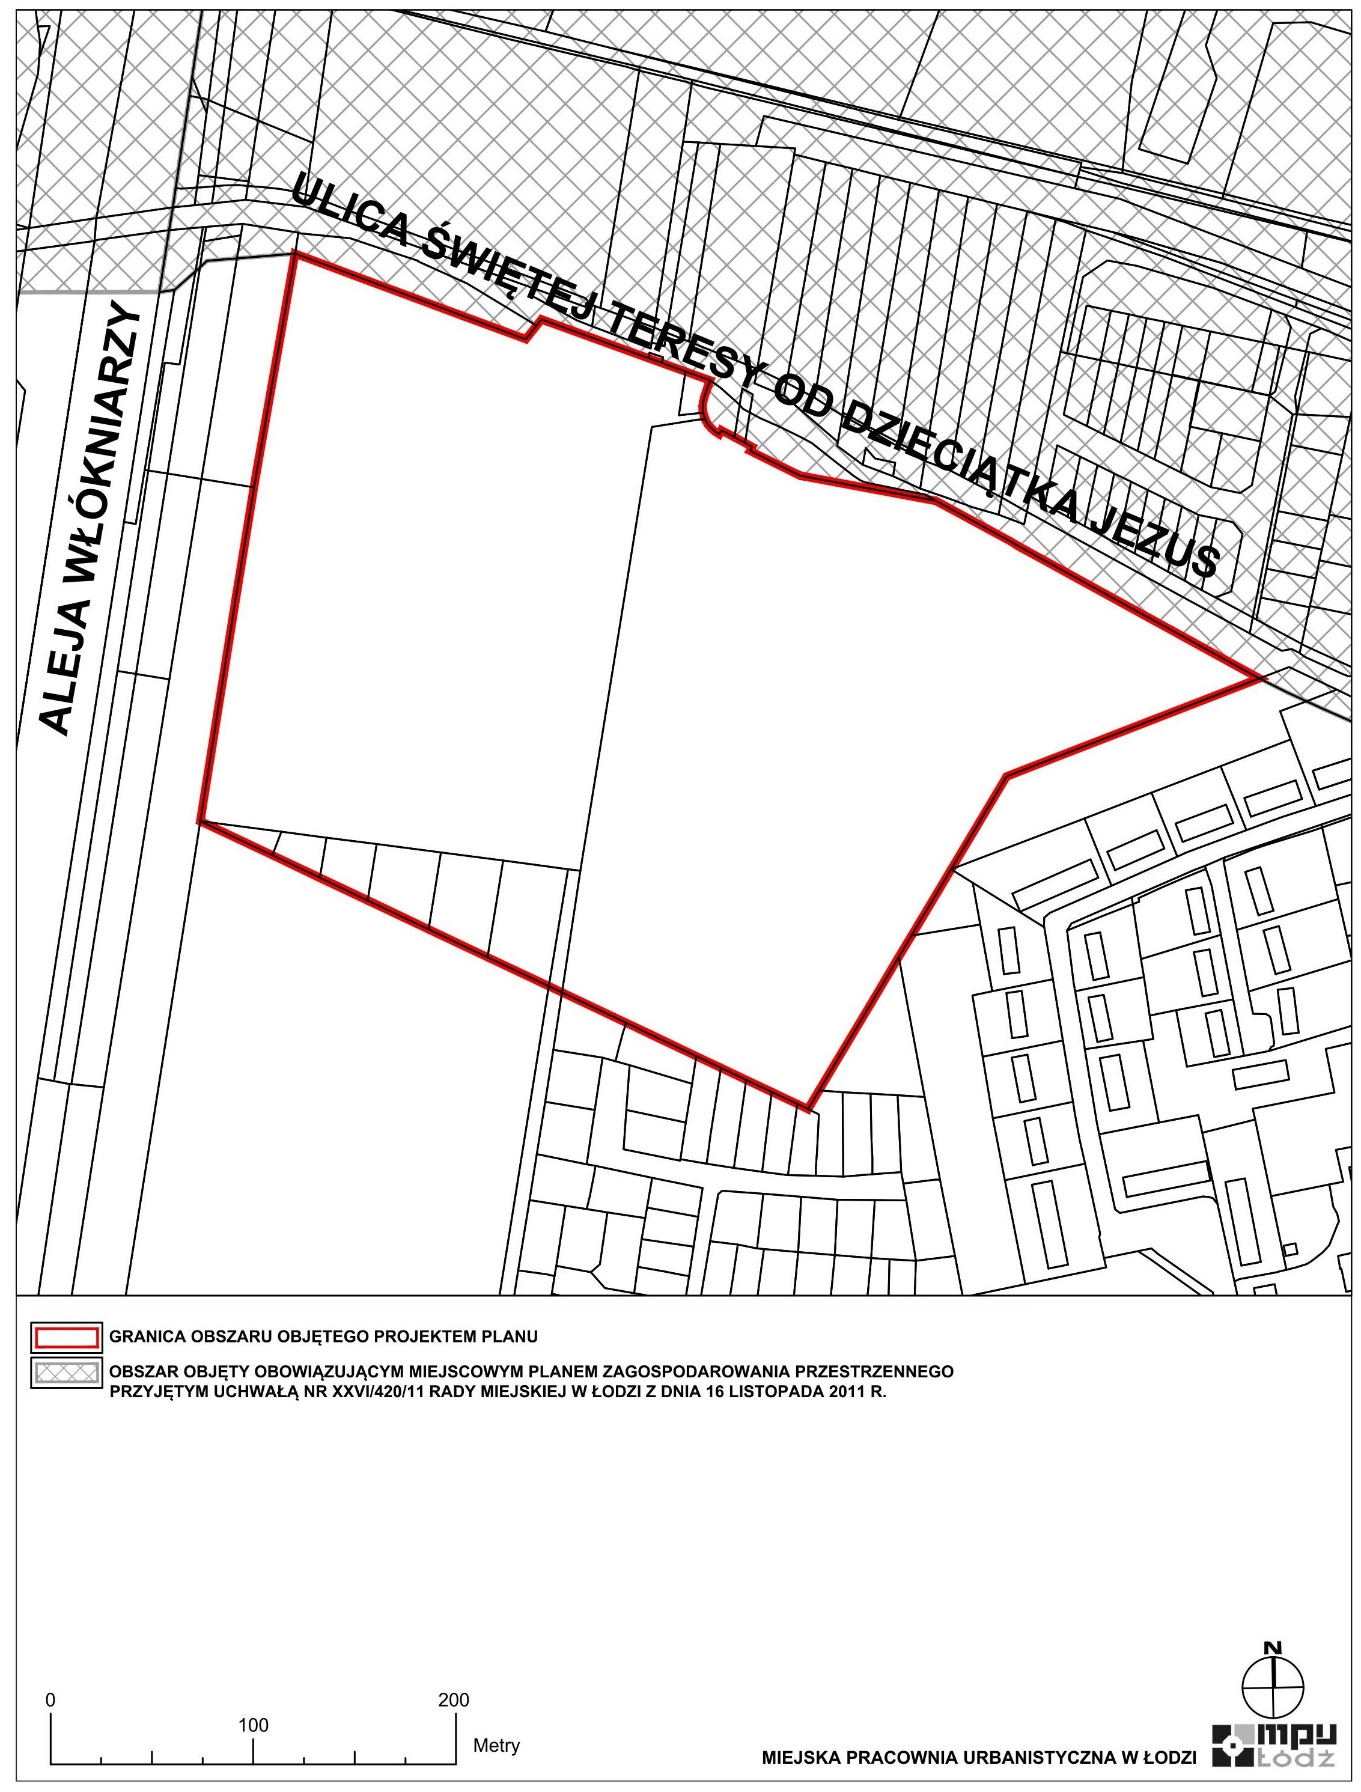 ULICA ŚWIĘTEJ TERESY OD DZIECIĄTKA JEZUS
ALEJA WŁÓKNIARZY
GRANICA OBSZARU OBJĘTEGO PROJEKTEM PLANU
OBSZAR OBJĘTY OBOWIĄZUJĄCYM MIEJSCOWYM PLANEM ZAGOSPODAROWANIA PRZESTRZENNEGO
PRZYJĘTYM UCHWAŁĄ NR XXVI/420/11 RADY MIEJSKIEJ W ŁODZI Z DNIA 16 LISTOPADA 2011 R.
N
0
200
100
Metry
MIEJSKA PRACOWNIA URBANISTYCZNA W ŁODZI
mpu
Łódź